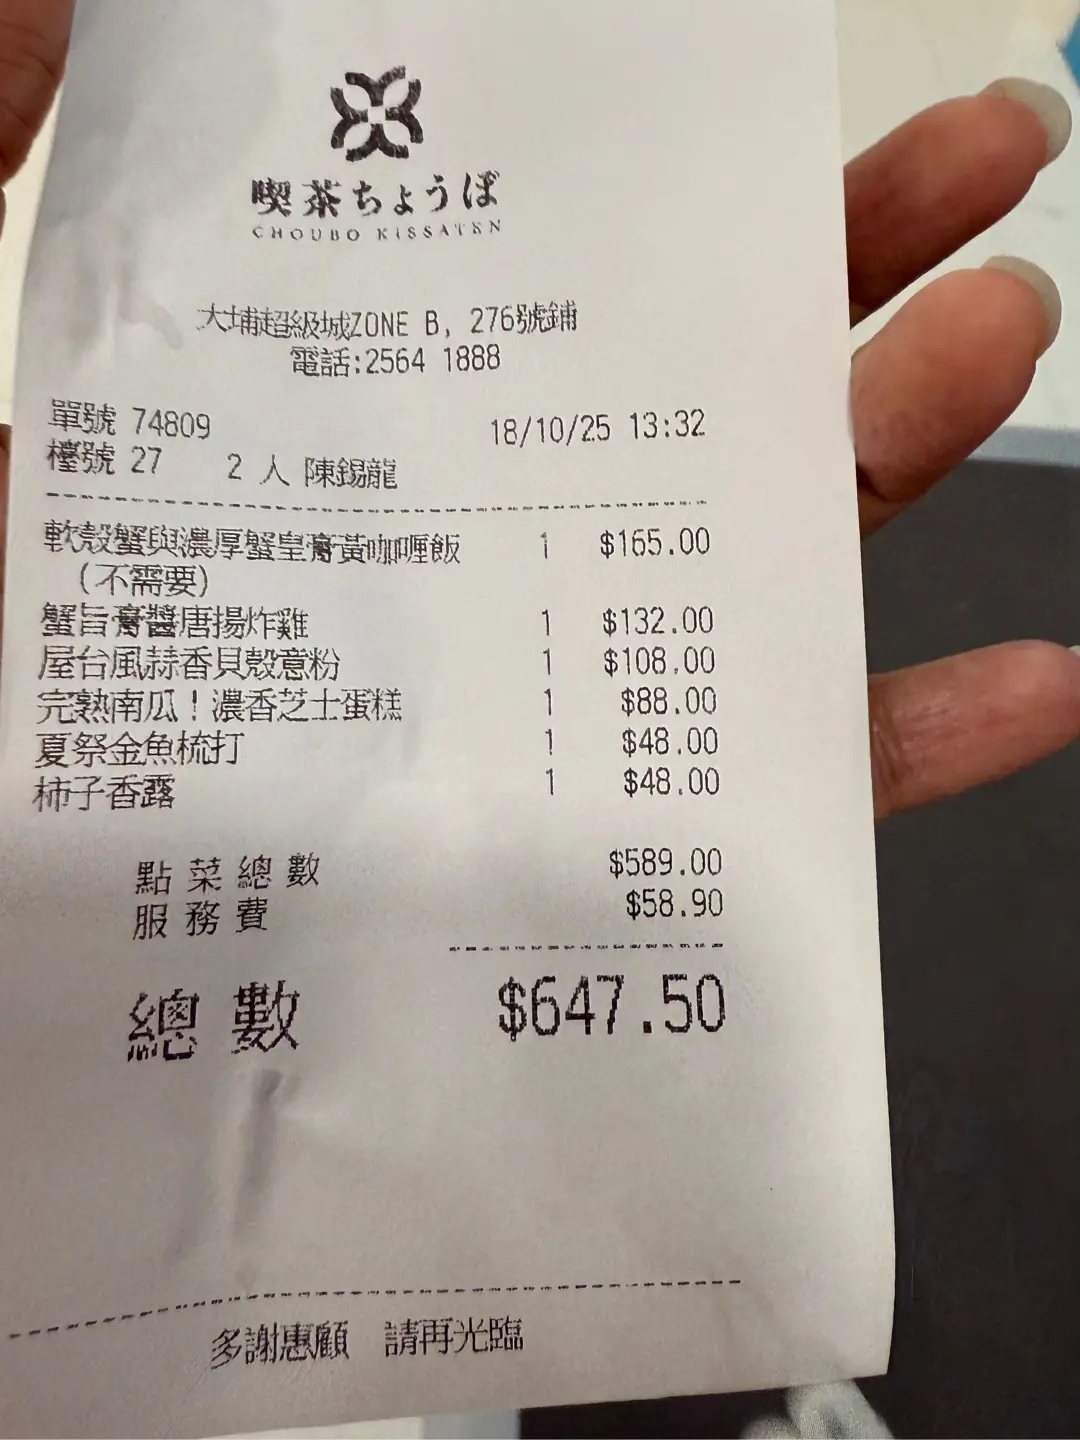 喫茶ちょうぼ
CHOUBO KISSATEN
大埔超級城ZONE B, 276號鋪
電話:2564 1888
單號 74809 18/10/25 13:32
檯號 27 2 人 陳錫龍
軟殼蟹與濃厚蟹皇膏黃咖喱飯 1 $165.00
(不需要)
蟹旨膏醬唐揚炸雞 1 $132.00
屋台風蒜香貝殼意粉 1 $108.00
完熟南瓜!濃香芝士蛋糕 1 $88.00
夏祭金魚梳打 1 $48.00
柿子香露 1 $48.00
點菜總數 $589.00
服務費 $58.90
總數 $647.50
多謝惠顧 請再光臨